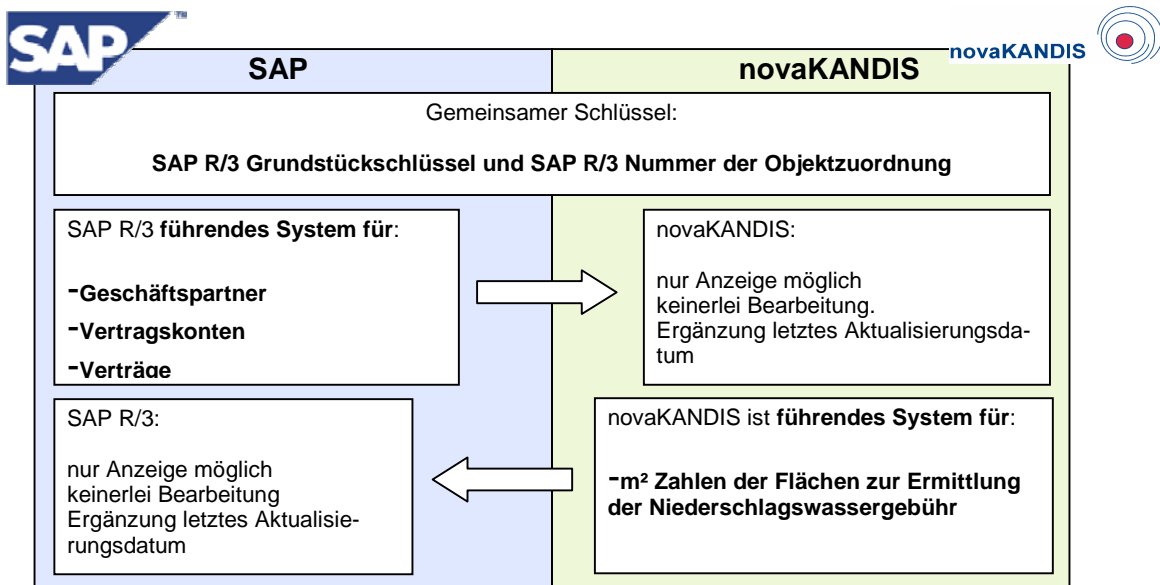 SAP
TM
novaKANDIS
SAP
novaKANDIS
Gemeinsamer Schlüssel:
SAP R/3 Grundstückschlüssel und SAP R/3 Nummer der Objektzuordnung
SAP R/3 führendes System für:
-Geschäftspartner
-Vertragskonten
-Verträge
novaKANDIS:
nur Anzeige möglich
keinerlei Bearbeitung.
Ergänzung letztes Aktualisierungsda-
tum
SAP R/3:
nur Anzeige möglich
keinerlei Bearbeitung
Ergänzung letztes Aktualisie-
rungsdatum
novaKANDIS ist führendes System für:
-m² Zahlen der Flächen zur Ermittlung
der Niederschlagswassergebühr